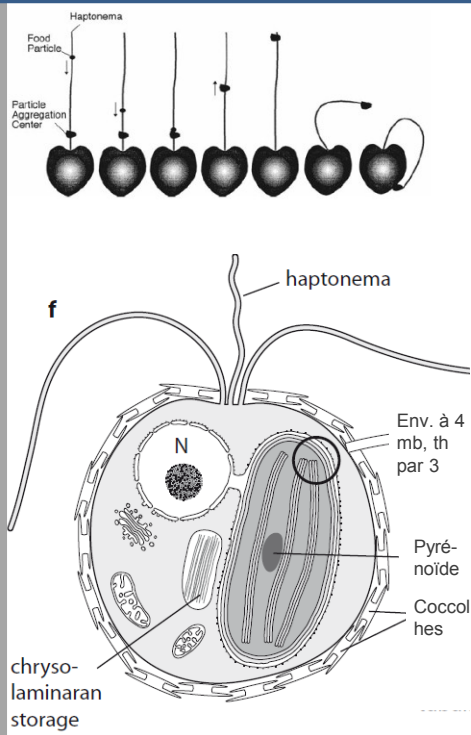 Haptonema
Food
Particle
Particle
Aggregation
Center
haptonema
f
N
Env. à 4
mb, th
par 3
Pyré-
noïde
Coccol
hes
chryso-
laminaran
storage